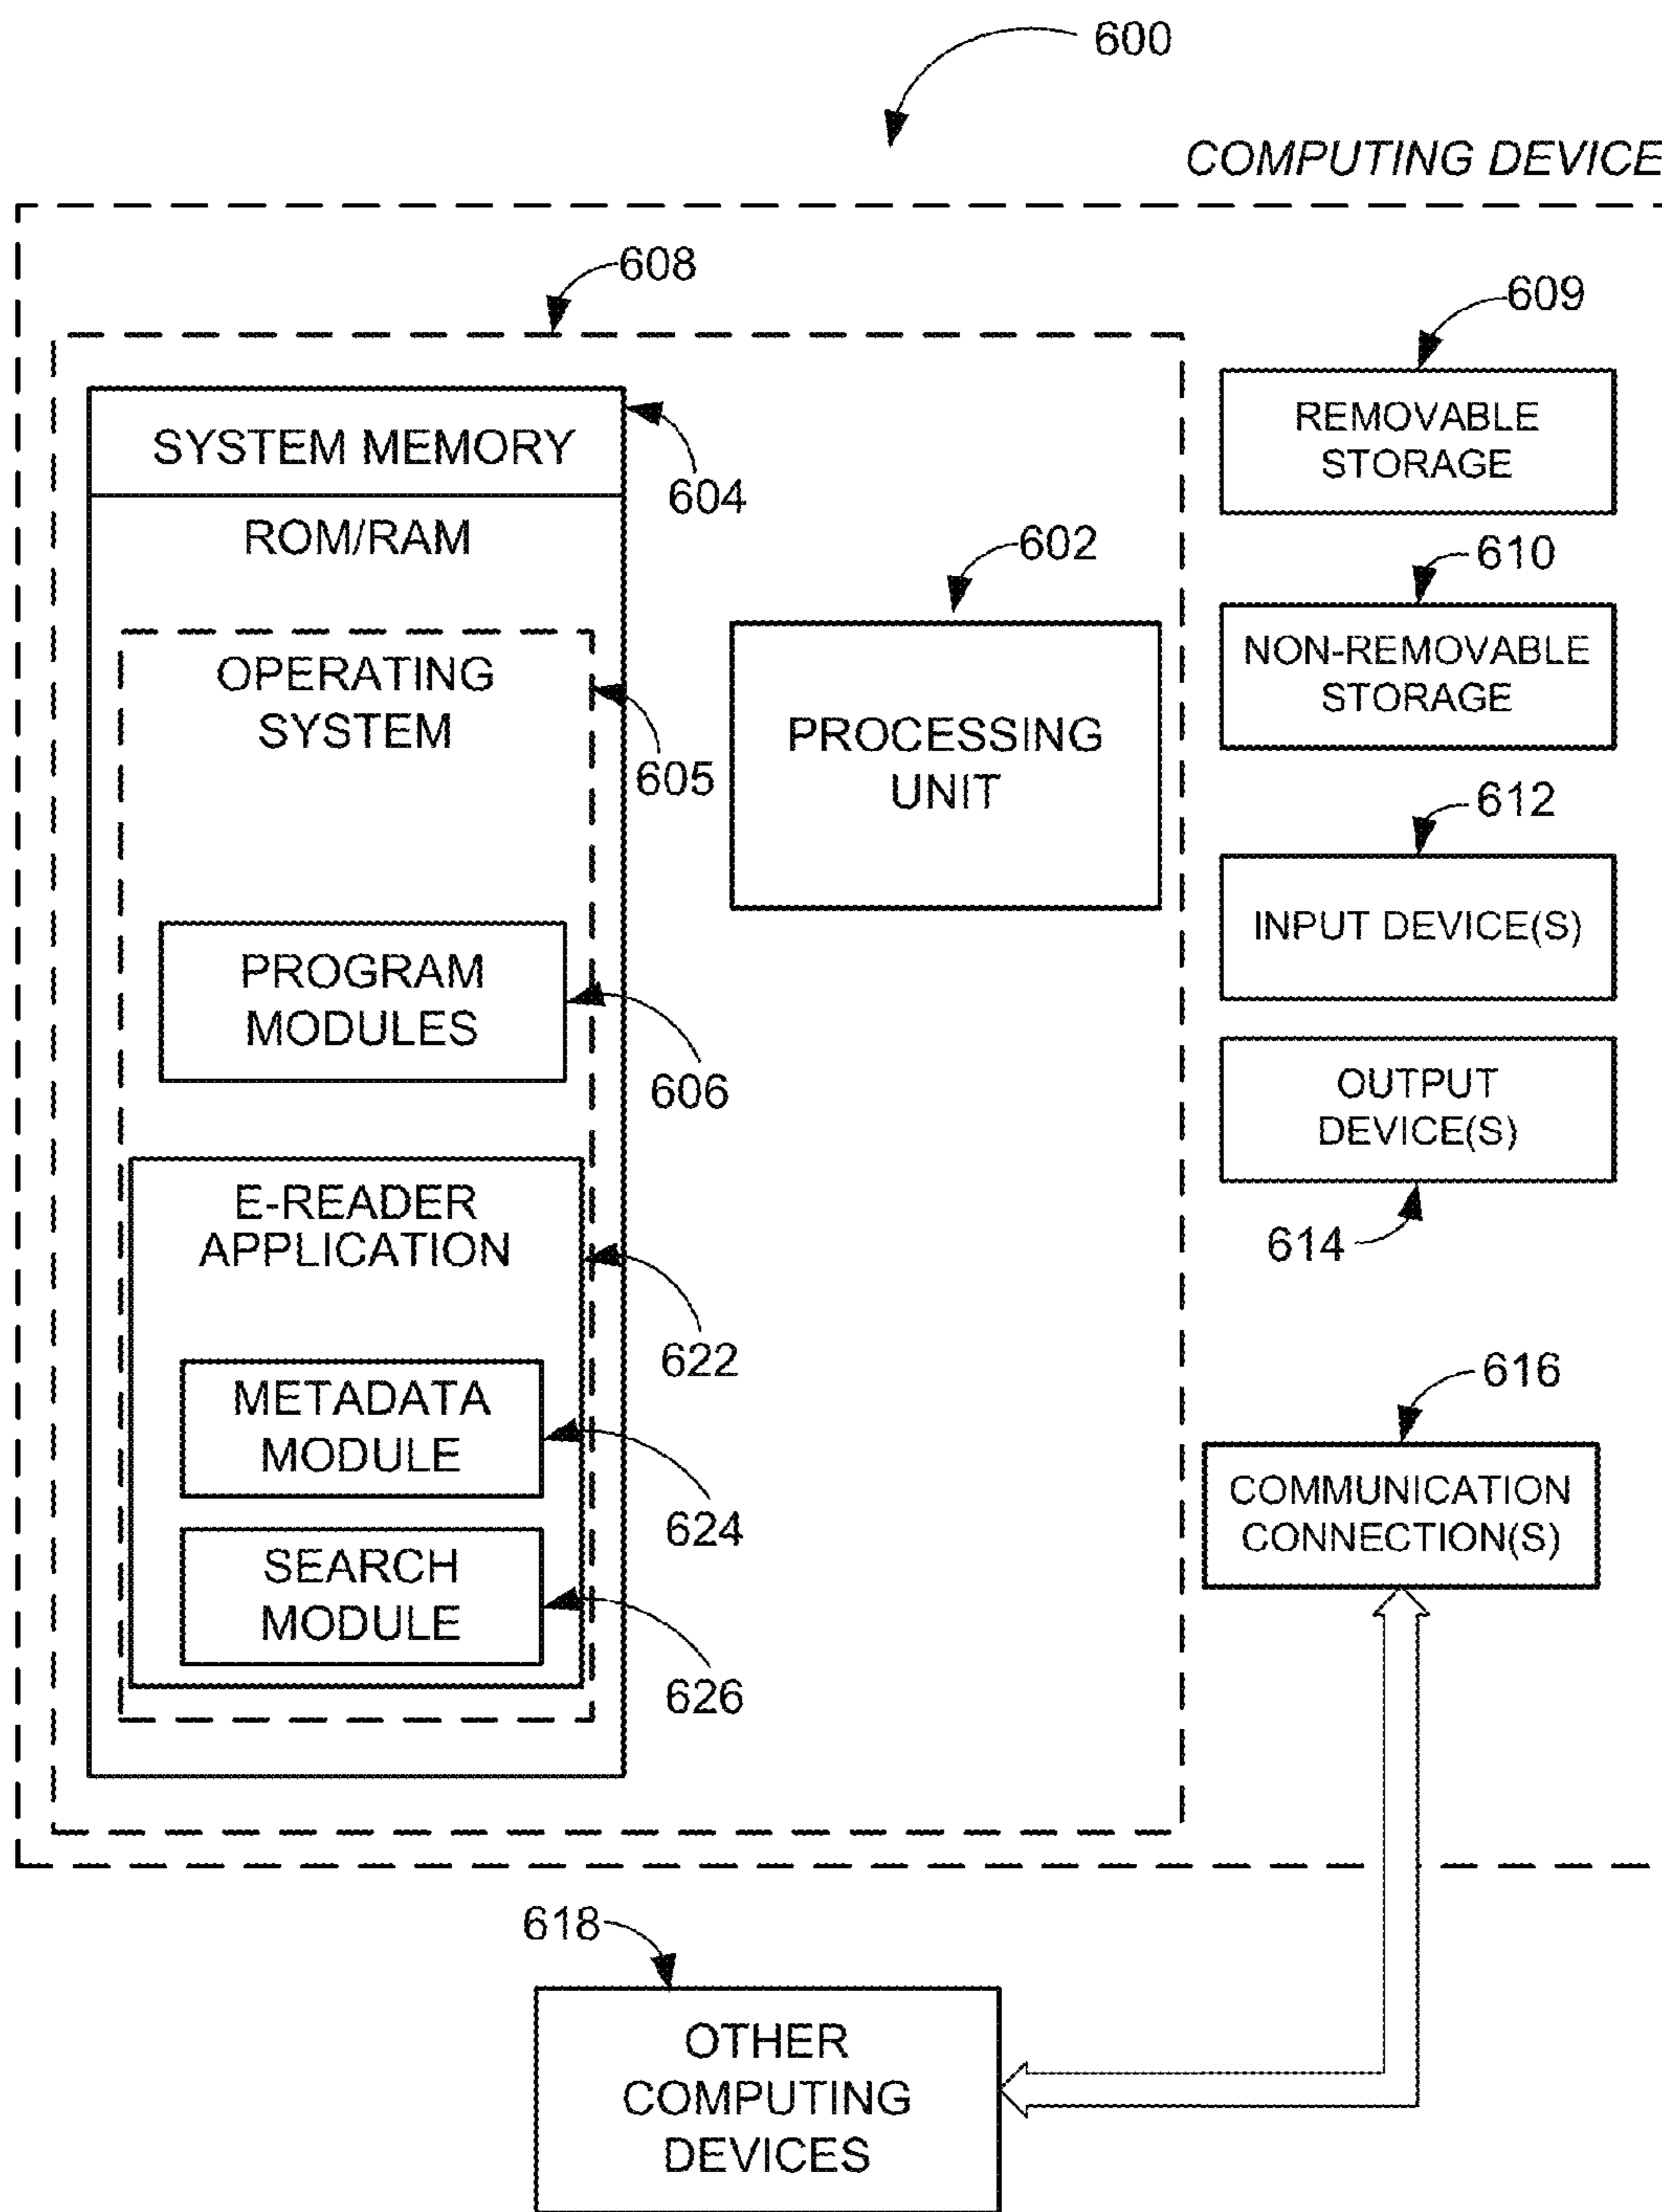 600
COMPUTING DEVICE
608
609
SYSTEM MEMORY
604
REMOVABLE
STORAGE
ROM/RAM
602
610
OPERATING
SYSTEM
605
PROCESSING
UNIT
NON-REMOVABLE
STORAGE
612
INPUT DEVICE(S)
PROGRAM
MODULES
606
OUTPUT
DEVICE(S)
614
E-READER
APPLICATION
622
616
METADATA
MODULE
624
COMMUNICATION
CONNECTION(S)
SEARCH
MODULE
626
618
OTHER
COMPUTING
DEVICES